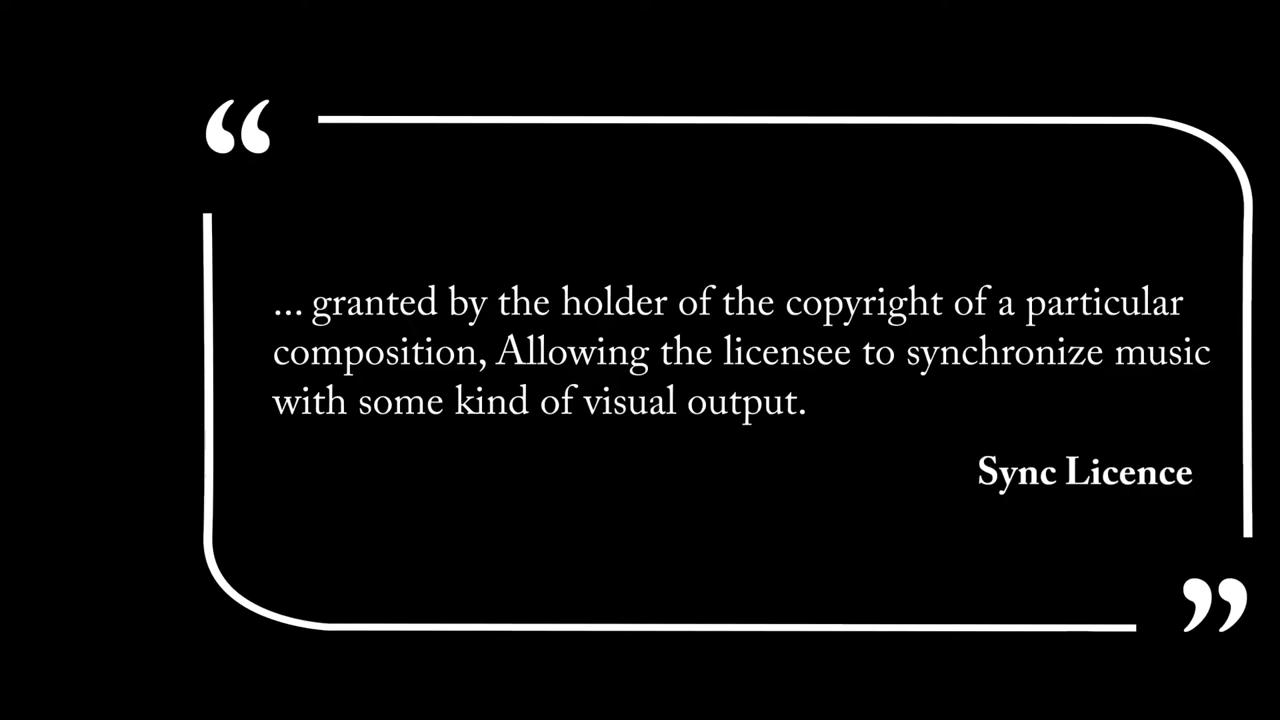 “
... granted by the holder of the copyright of a particular
composition, Allowing the licensee to synchronize music
with some kind of visual output.
Sync Licence
”